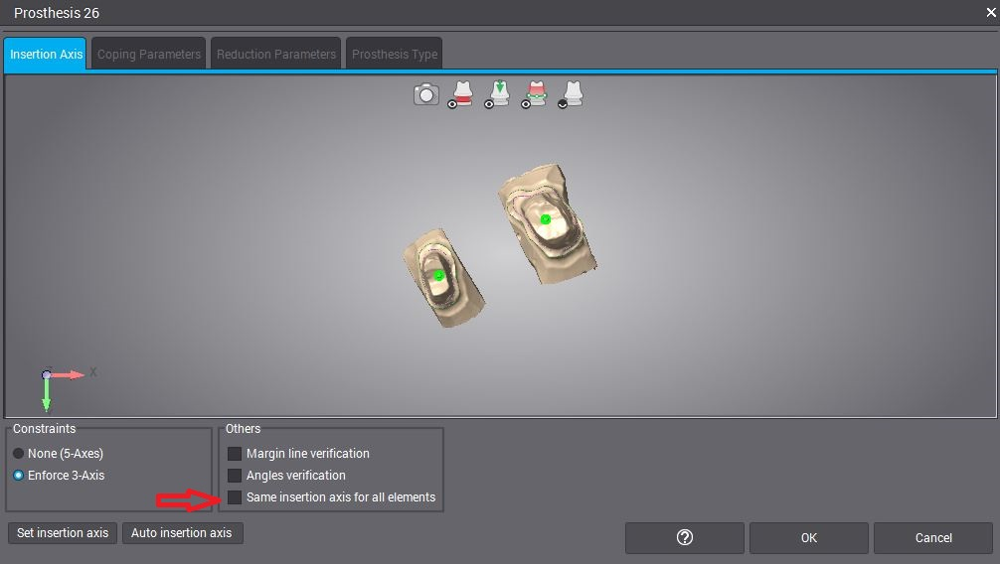 Prosthesis 26
Insertion Axis
Coping Parameters
Reduction Parameters
Prosthesis Type
X
Constraints
None (5-Axes)
Enforce 3-Axis
Others
Margin line verification
Angles verification
Same insertion axis for all elements
Set insertion axis
Auto insertion axis
OK
Cancel